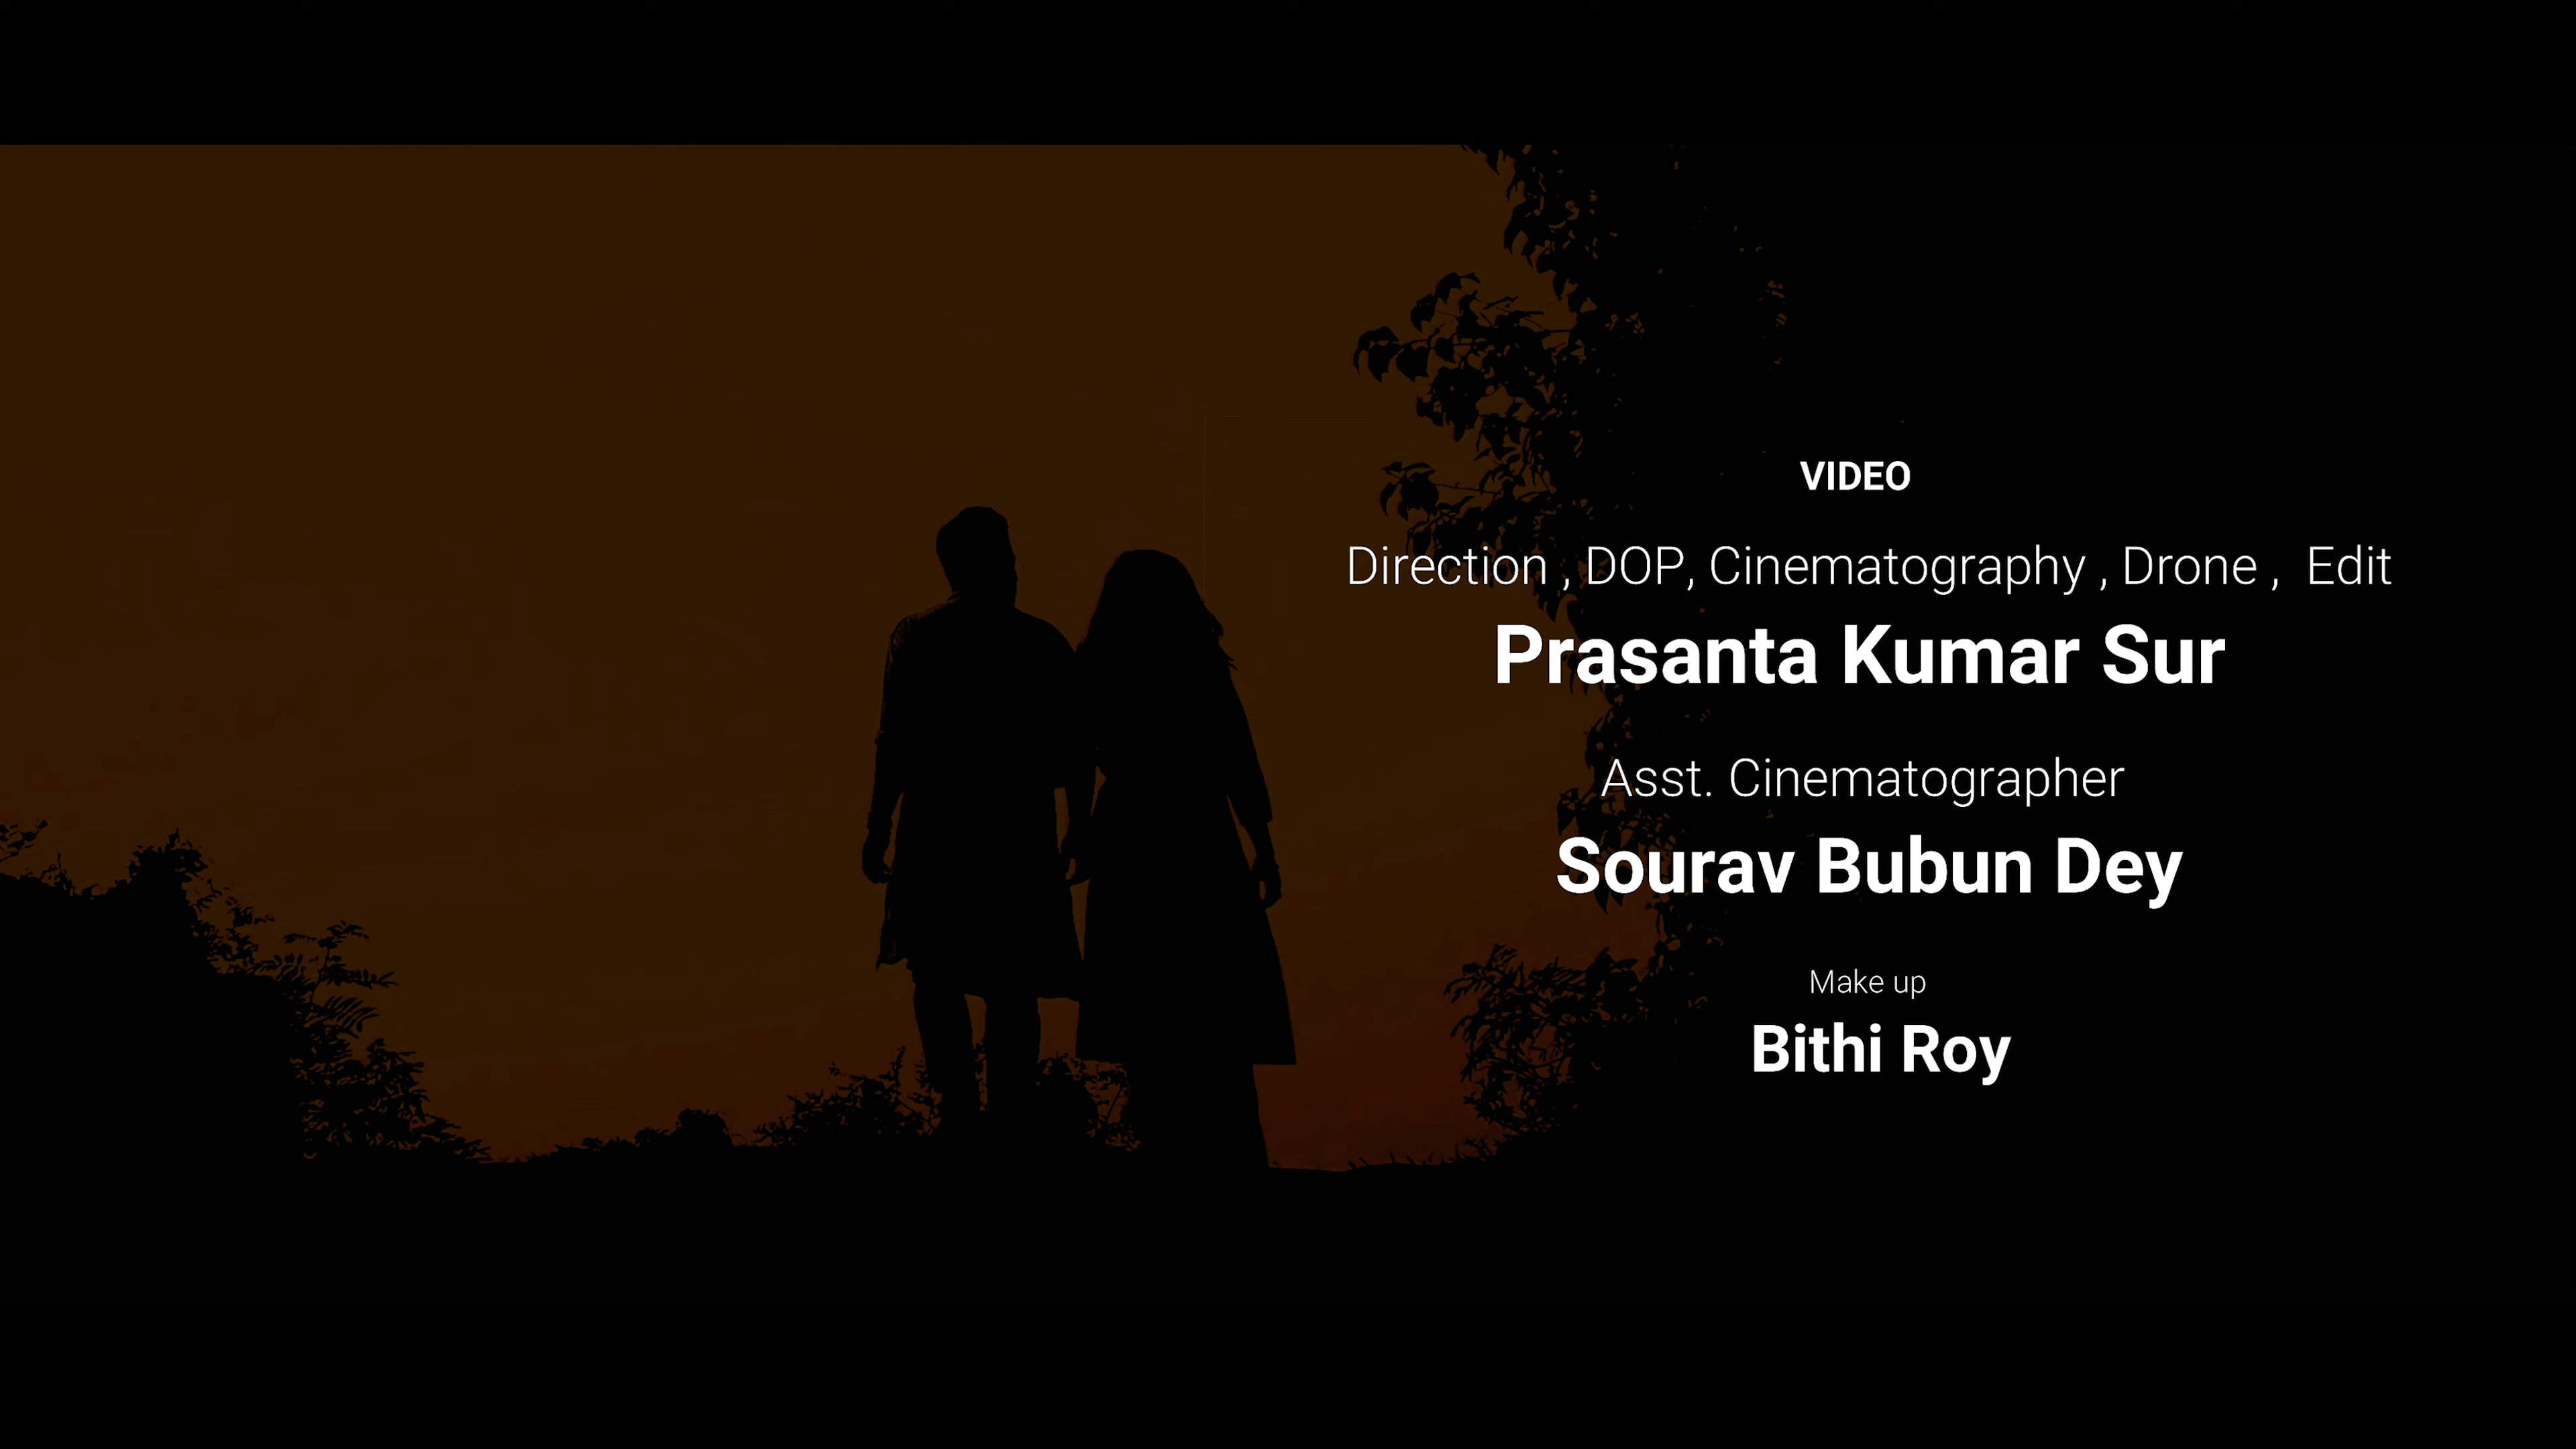 VIDEO
Direction , DOP, Cinematography , Drone ,  Edit
Prasanta Kumar Sur
Asst. Cinematographer
Sourav Bubun Dey
Make up
Bithi Roy